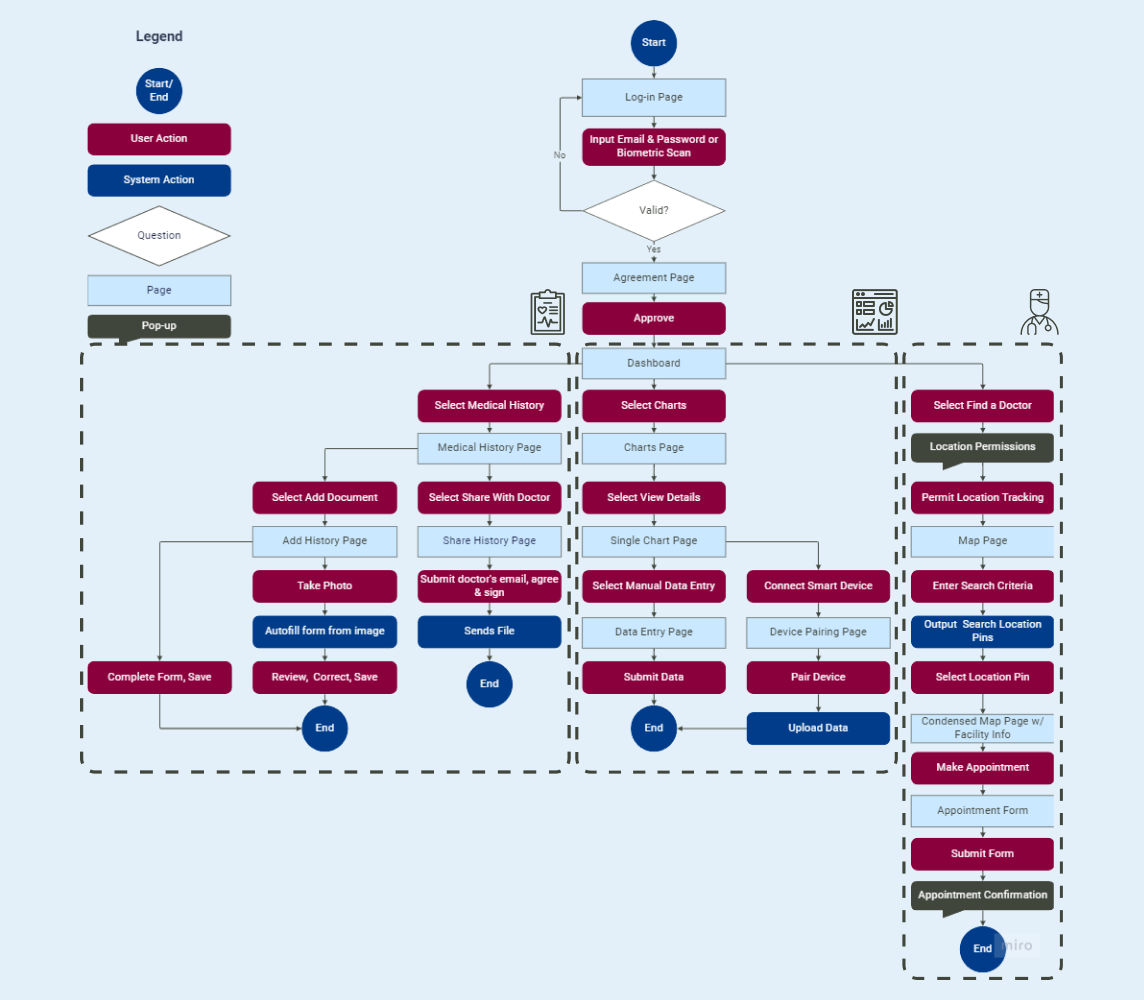 Legend
Start/
End
User Action
System Action
Question
Page
Pop-up
Start
Log-in Page
Input Email & Password or
Biometric Scan
No
Valid?
Yes
Agreement Page
Approve
Dashboard
Select Medical History
Select Charts
Select Find a Doctor
Medical History Page
Charts Page
Location Permissions
Select Add Document
Select Share With Doctor
Select View Details
Permit Location Tracking
Add History Page
Share History Page
Single Chart Page
Map Page
Take Photo
Submit doctor's email, agree
& sign
Select Manual Data Entry
Connect Smart Device
Enter Search Criteria
Autofill form from image
Sends File
Data Entry Page
Device Pairing Page
Output Search Location
Pins
Complete Form, Save
Review, Correct, Save
End
Submit Data
Pair Device
Select Location Pin
End
End
Upload Data
Condensed Map Page w/
Facility Info
Make Appointment
Appointment Form
Submit Form
Appointment Confirmation
End
miro